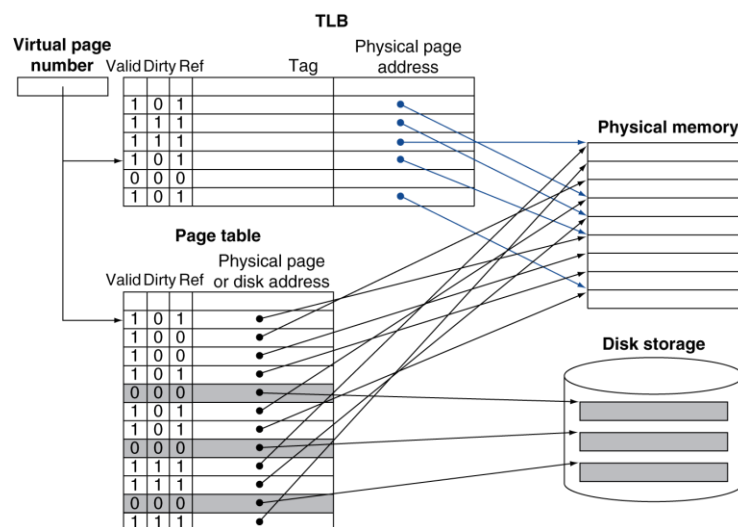 TLB
Virtual page
number
Valid Dirty Ref
Tag
Physical page
address
1 0 1
1 1 1
1 1 1
1 0 1
0 0 0
1 0 1
Physical memory
Page table
Valid Dirty Ref
Physical page
or disk address
1 0 1
1 0 0
1 0 0
1 0 1
0 0 0
1 0 1
1 0 1
0 0 0
1 1 1
1 1 1
0 0 0
1 1 1
Disk storage